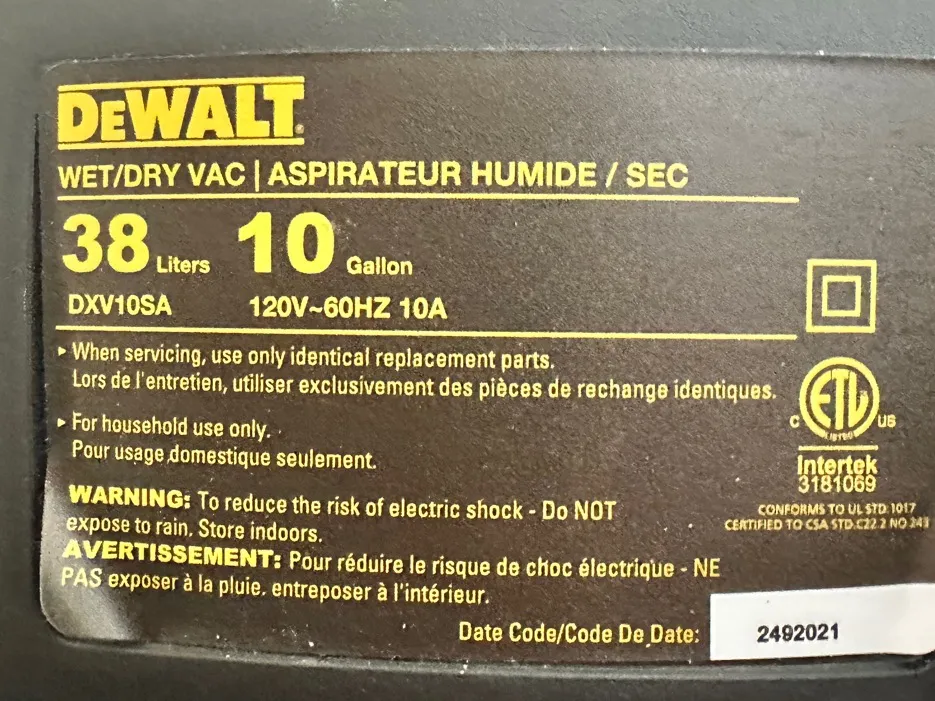 DEWALT
WET/DRY VAC | ASPIRATEUR HUMIDE / SEC
38 Liters 10 Gallon
DXV10SA 120V~60HZ 10A
▸ When servicing, use only identical replacement parts.
Lors de l'entretien, utiliser exclusivement des pièces de rechange identiques.
▸ For household use only.
Pour usage domestique seulement.
C ETL US
LISTED
Intertek
3181069
CONFORMS TO UL STD.1017
CERTIFIED TO CSA STD.C22.2 NO 243
WARNING: To reduce the risk of electric shock - Do NOT
expose to rain. Store indoors.
AVERTISSEMENT: Pour réduire le risque de choc électrique - NE
PAS exposer à la pluie. entreposer à l'intérieur.
Date Code/Code De Date: 2492021